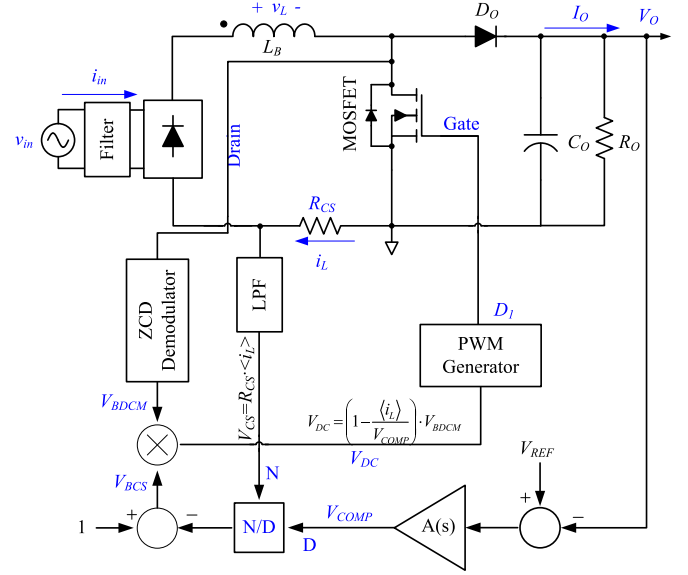 + v_L -
L_B
D_O
I_O
V_O
i_in
v_in
Filter
Drain
MOSFET
Gate
C_O
R_O
R_CS
i_L
ZCD
Demodulator
LPF
V_CS=R_CS·<i_L>
D_1
PWM
Generator
V_BDCM
V_DC = (1 - ⟨i_L⟩/V_COMP) · V_BDCM
V_DC
V_BCS
N
V_REF
+
−
1
+
−
N/D
D
V_COMP
A(s)